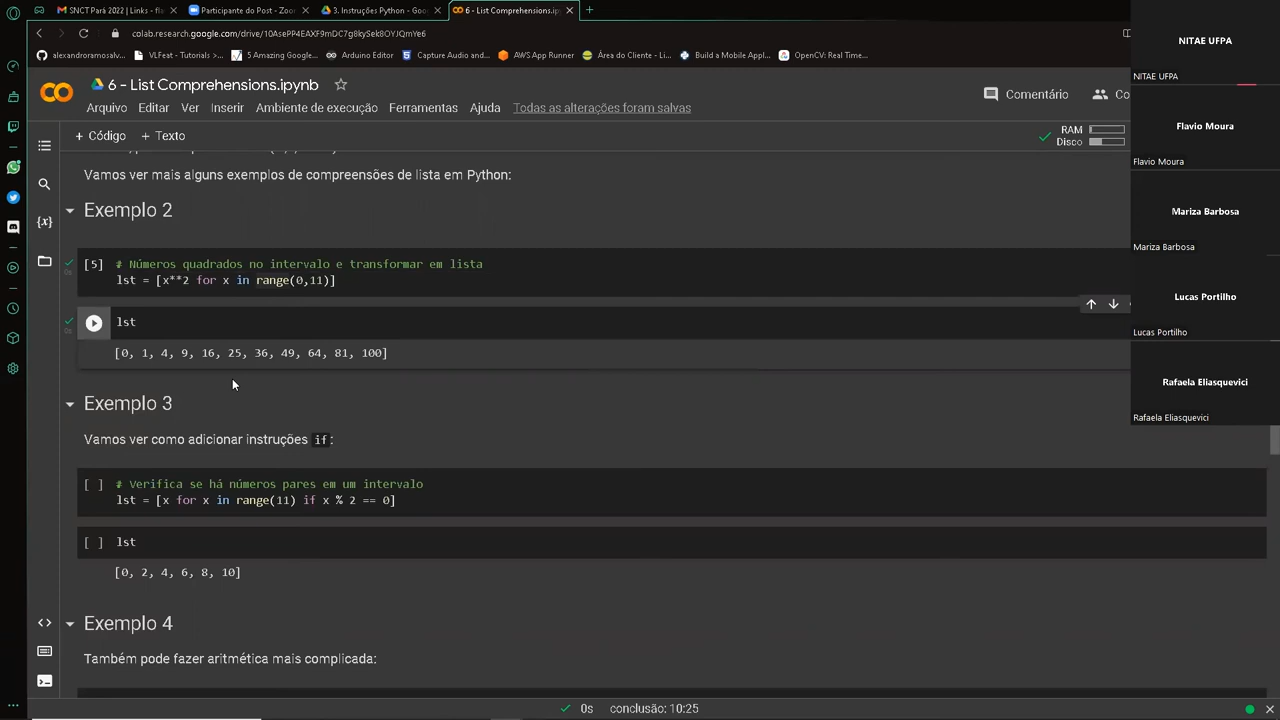 SNCT Pará 2022 | Links - fl
Participante do Post - Zoo
3. Instruções Python - Goo
6 - List Comprehensions.ip
colab.research.google.com/drive/10AsePP4EAXF9mDC7g8kySek8OYJQmYe6
alexandroramosalv
VLFeat - Tutorials >...
5 Amazing Google...
Arduino Editor
Capture Audio and...
AWS App Runner
Área do Cliente - Li...
Build a Mobile Appl...
OpenCV: Real Time...
6 - List Comprehensions.ipynb
Arquivo Editar Ver Inserir Ambiente de execução Ferramentas Ajuda Todas as alterações foram salvas
Comentário
Co
+ Código + Texto
RAM
Disco
Vamos ver mais alguns exemplos de compreensões de lista em Python:
Exemplo 2
[5] # Números quadrados no intervalo e transformar em lista
lst = [x**2 for x in range(0,11)]
0s
lst
0s
[0, 1, 4, 9, 16, 25, 36, 49, 64, 81, 100]
Exemplo 3
Vamos ver como adicionar instruções if:
[ ] # Verifica se há números pares em um intervalo
lst = [x for x in range(11) if x % 2 == 0]
[ ] lst
[0, 2, 4, 6, 8, 10]
Exemplo 4
Também pode fazer aritmética mais complicada:
0s conclusão: 10:25
NITAE UFPA
NITAE UFPA
Flavio Moura
Flavio Moura
Mariza Barbosa
Mariza Barbosa
Lucas Portilho
Lucas Portilho
Rafaela Eliasquevici
Rafaela Eliasquevici